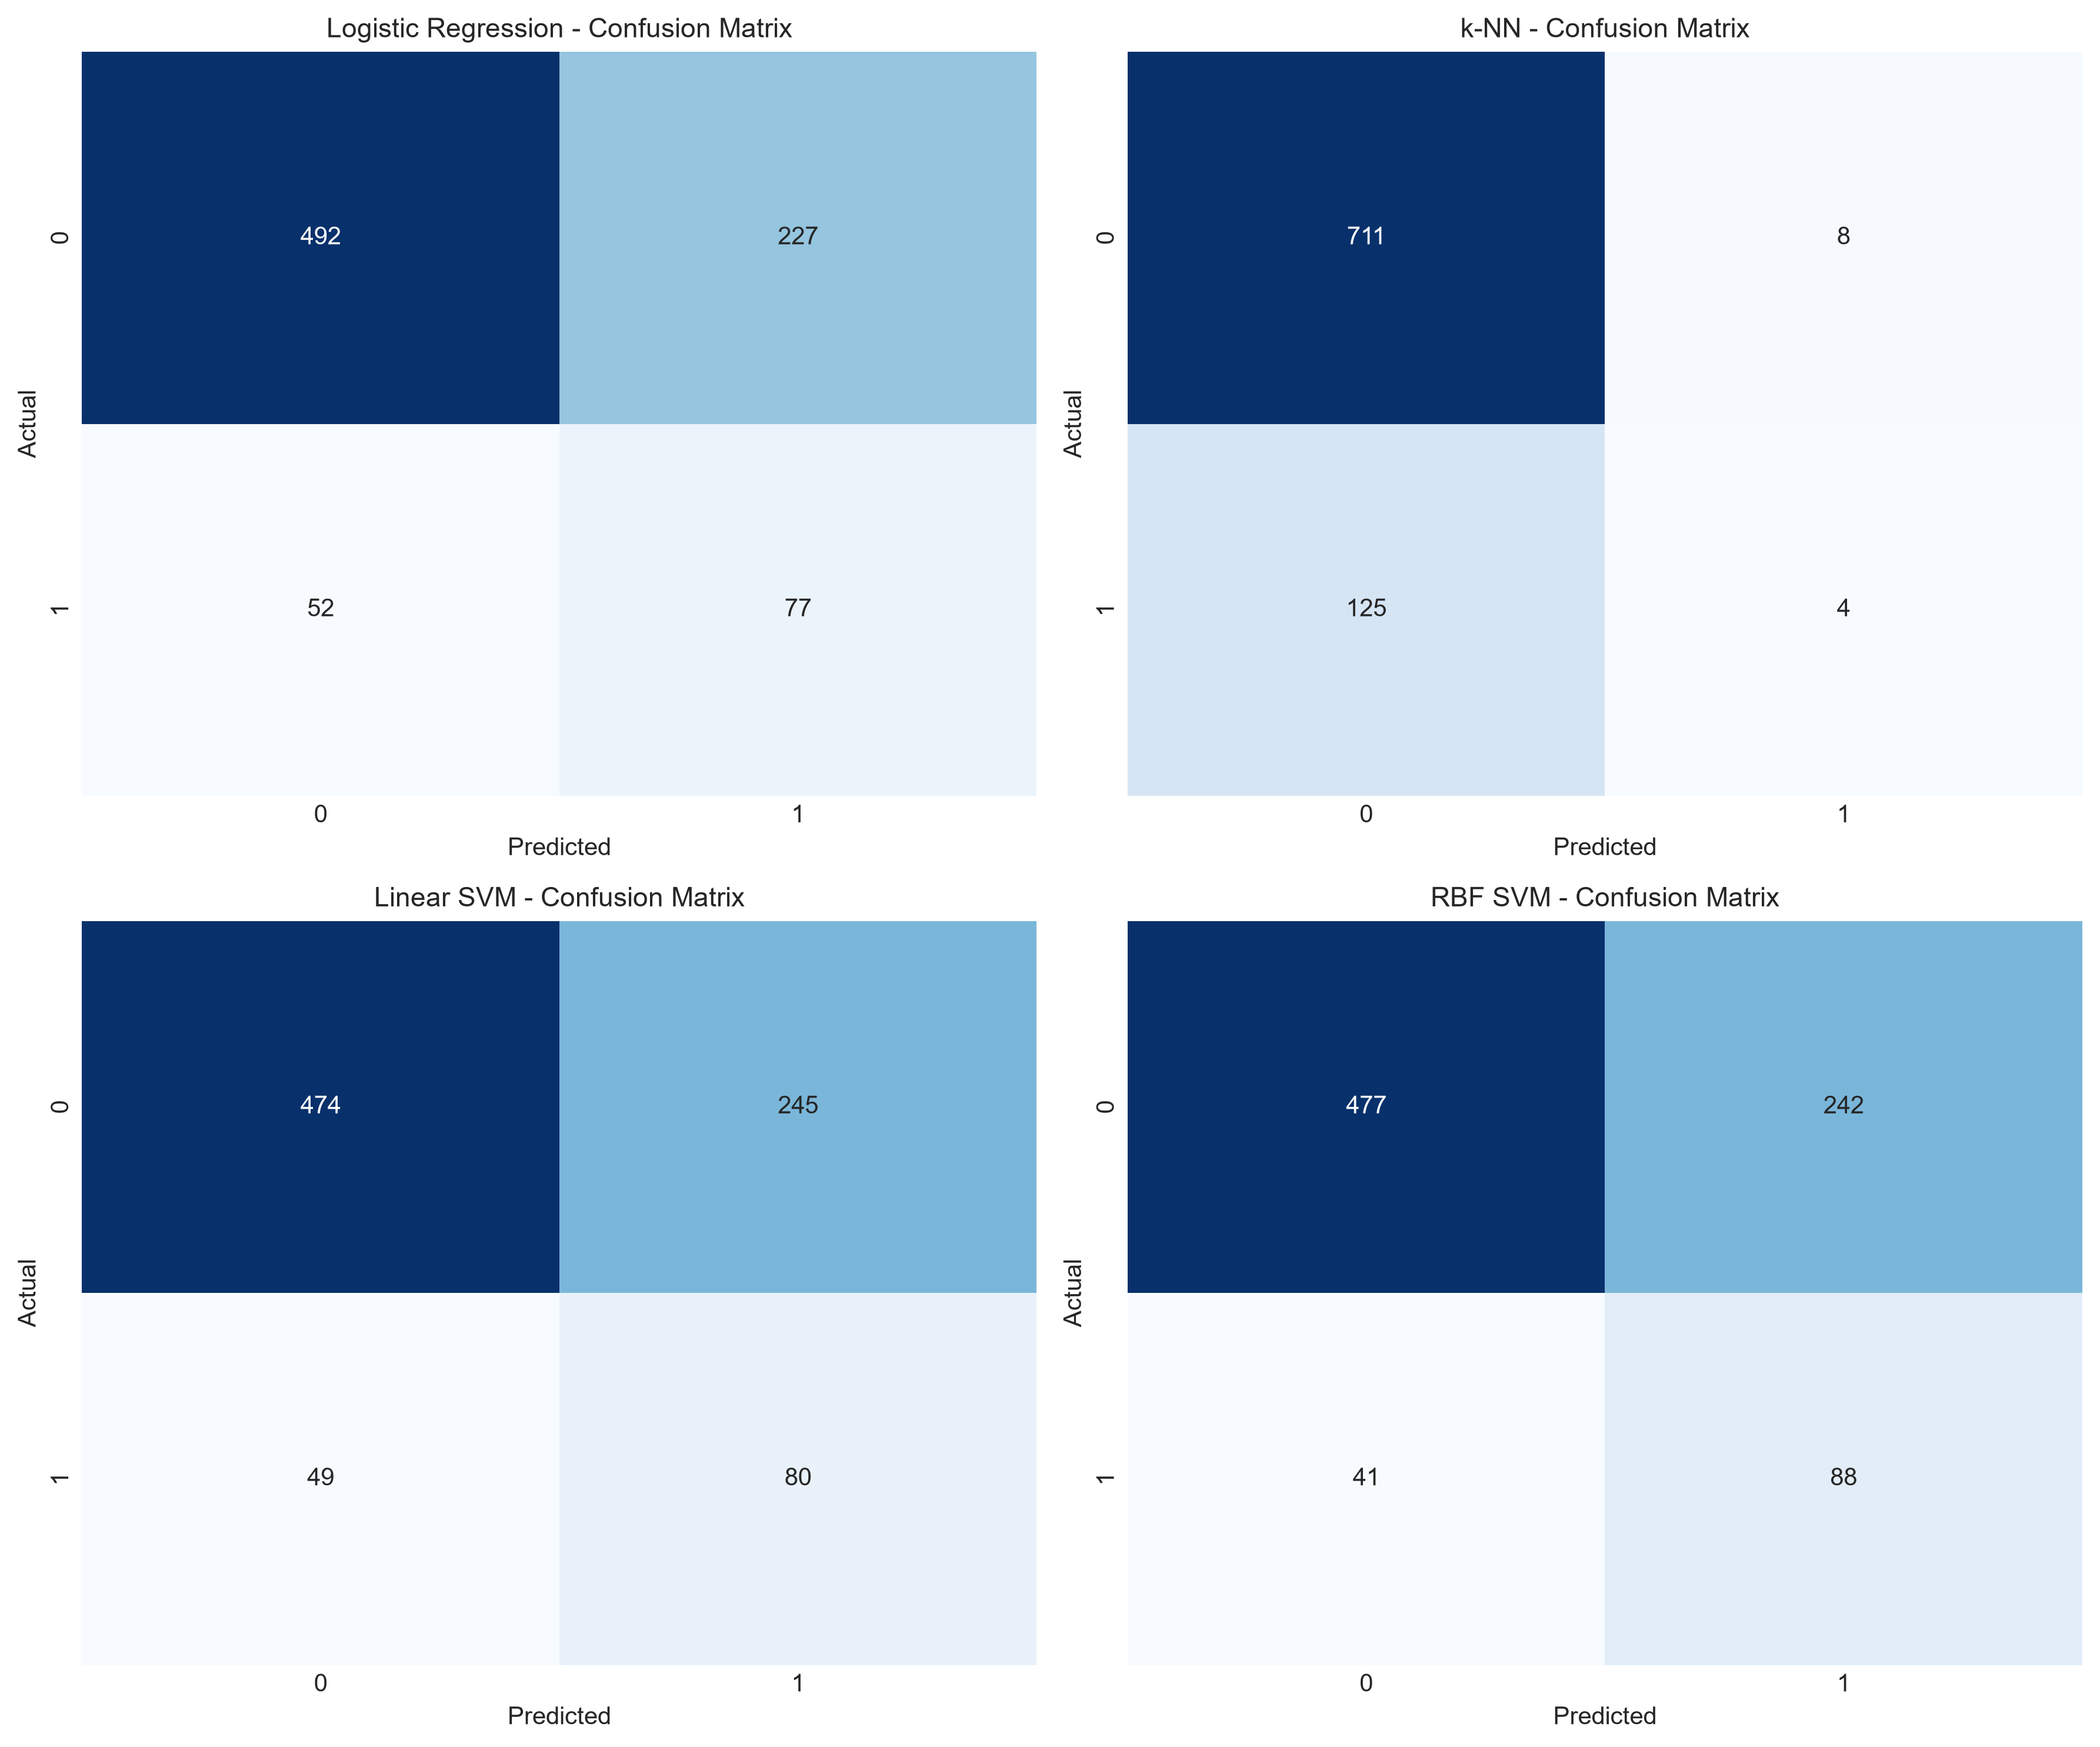 Logistic Regression - Confusion Matrix
0
492
227
Actual
1
52
77
0
1
Predicted
k-NN - Confusion Matrix
0
711
8
Actual
1
125
4
0
1
Predicted
Linear SVM - Confusion Matrix
0
474
245
Actual
1
49
80
0
1
Predicted
RBF SVM - Confusion Matrix
0
477
242
Actual
1
41
88
0
1
Predicted